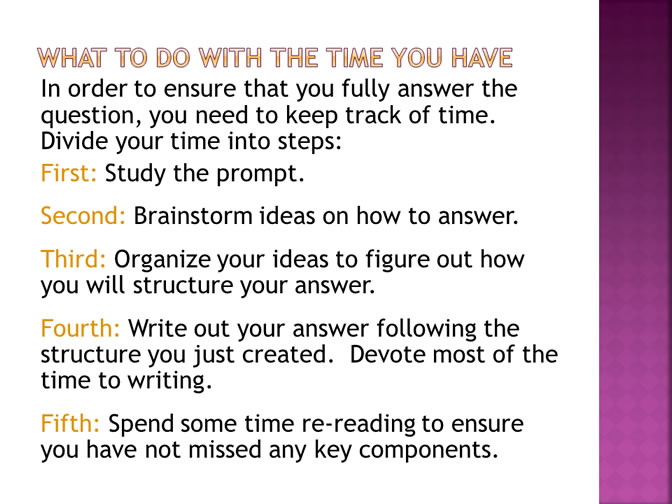 WHAT TO DO WITH THE TIME YOU HAVE
In order to ensure that you fully answer the
question, you need to keep track of time.
Divide your time into steps:
First: Study the prompt.
Second: Brainstorm ideas on how to answer.
Third: Organize your ideas to figure out how
you will structure your answer.
Fourth: Write out your answer following the
structure you just created.  Devote most of the
time to writing.
Fifth: Spend some time re-reading to ensure
you have not missed any key components.